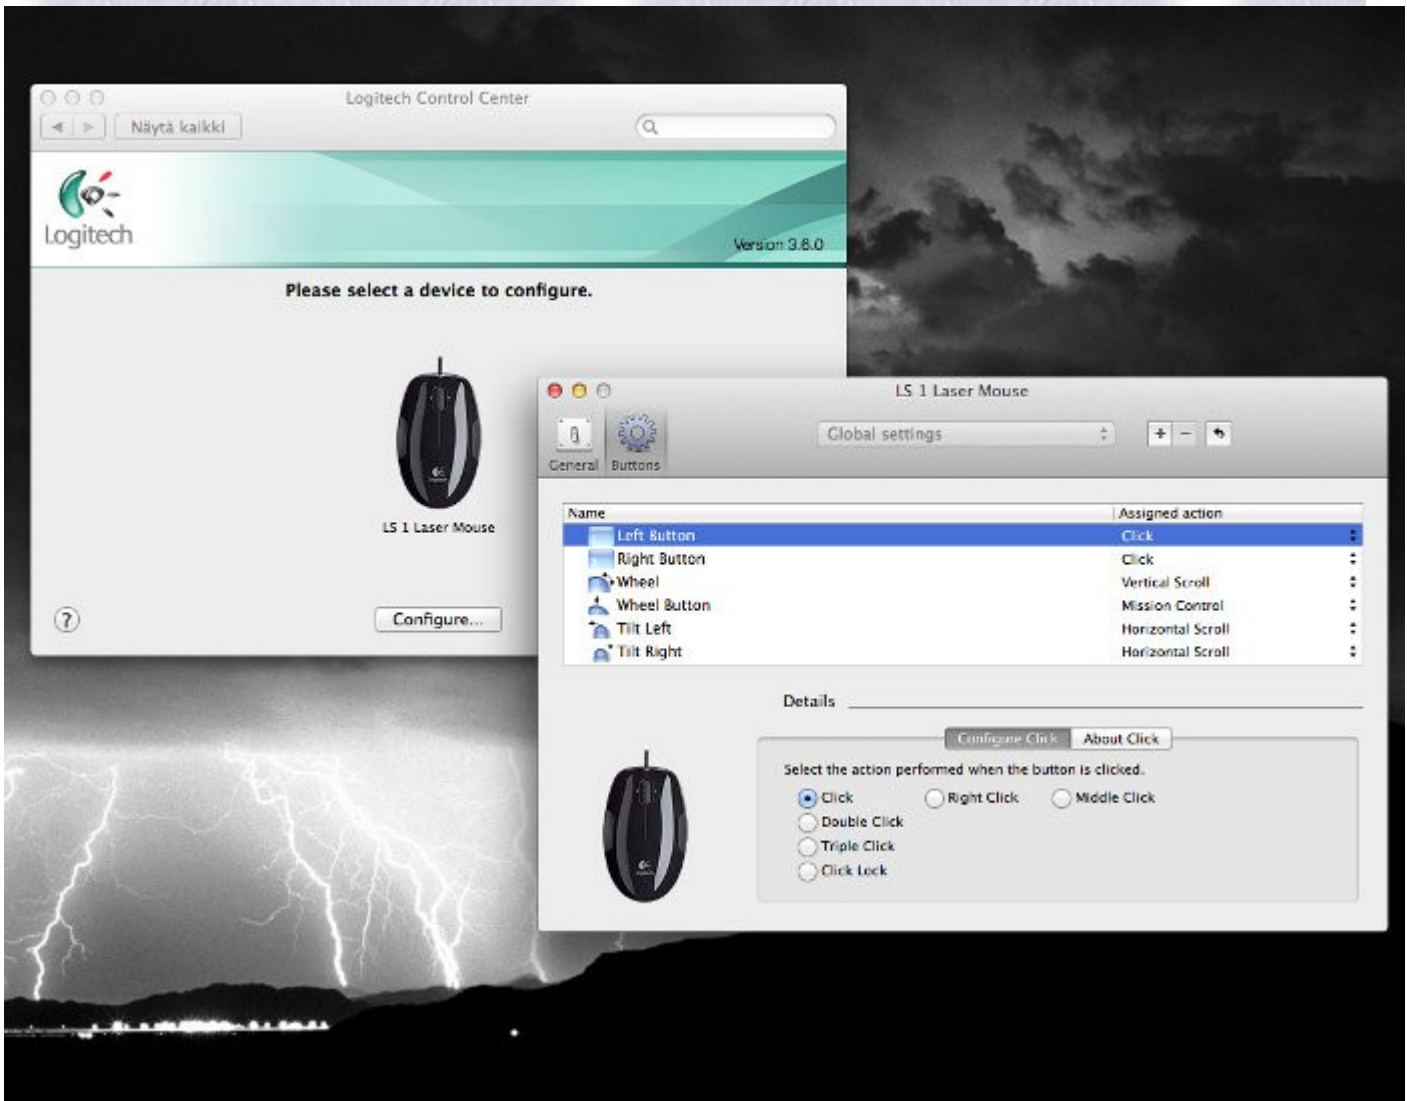 Logitech Control Center
Näytä kaikki
Logitech
Version 3.6.0
Please select a device to configure.
LS 1 Laser Mouse
?
Configure...
LS 1 Laser Mouse
General Buttons
Global settings
+ -
Name Assigned action
Left Button Click
Right Button Click
Wheel Vertical Scroll
Wheel Button Mission Control
Tilt Left Horizontal Scroll
Tilt Right Horizontal Scroll
Details
Configure Click About Click
Select the action performed when the button is clicked.
Click Right Click Middle Click
Double Click
Triple Click
Click Lock